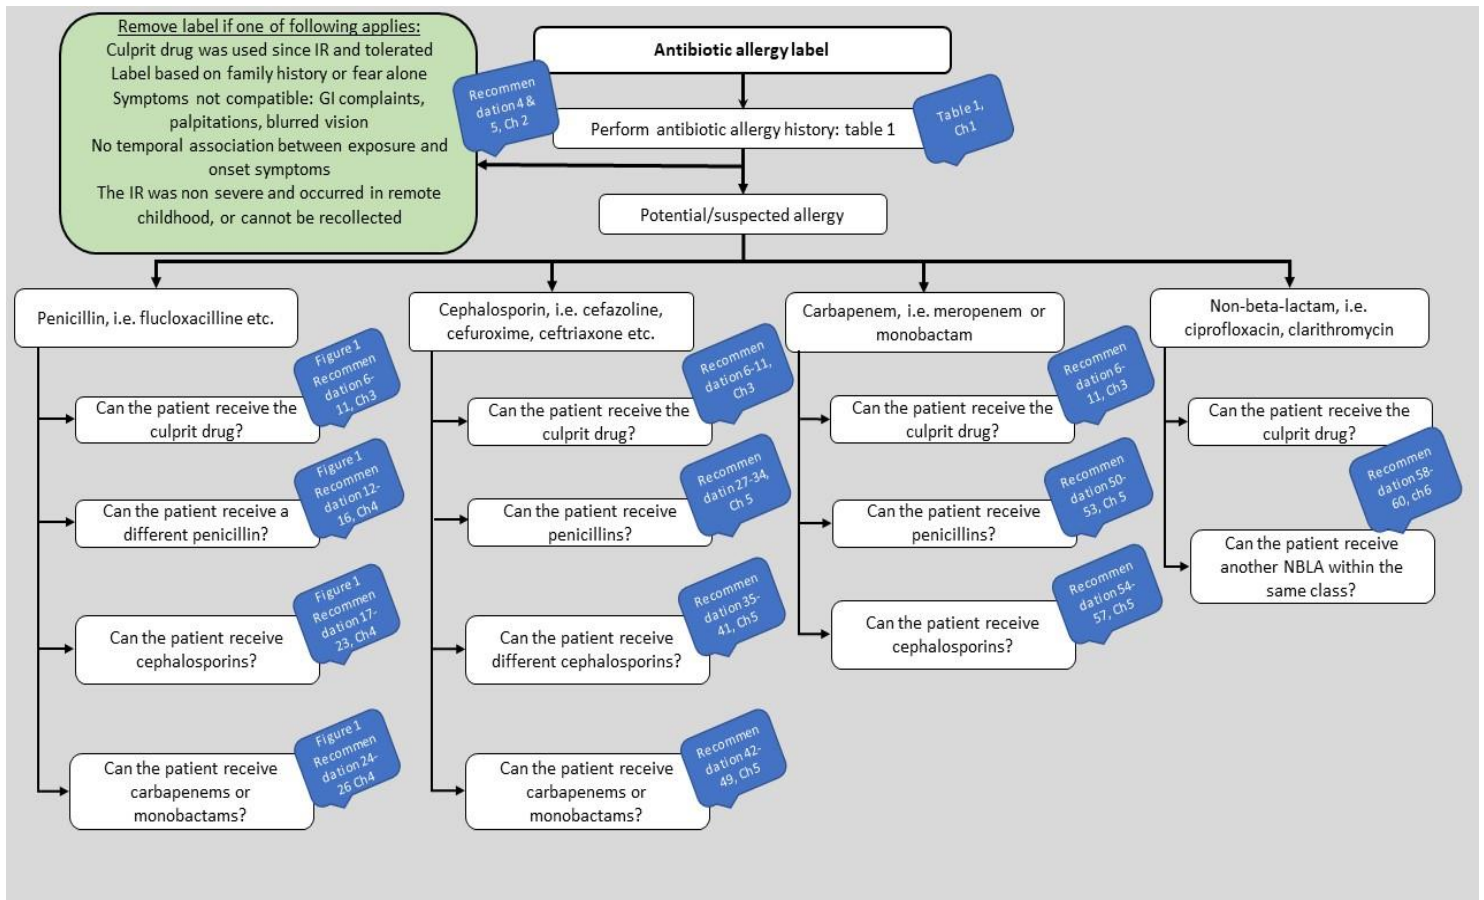 Remove label if one of following applies:
Culprit drug was used since IR and tolerated
Label based on family history or fear alone
Symptoms not compatible: GI complaints,
palpitations, blurred vision
No temporal association between exposure and
onset symptoms
The IR was non severe and occurred in remote
childhood, or cannot be recollected
Antibiotic allergy label
Recommen
dation 4 &
5, Ch 2
Perform antibiotic allergy history: table 1
Table 1,
Ch1
Potential/suspected allergy
Penicillin, i.e. flucloxacilline etc.
Figure 1
Recommen
dation 6-
11, Ch3
Can the patient receive the
culprit drug?
Figure 1
Recommen
dation 12-
16, Ch4
Can the patient receive a
different penicillin?
Figure 1
Recommen
dation 17-
23, Ch4
Can the patient receive
cephalosporins?
Figure 1
Recommen
dation 24-
26 Ch4
Can the patient receive
carbapenems or
monobactams?
Cephalosporin, i.e. cefazoline,
cefuroxime, ceftriaxone etc.
Recommen
dation 6-11,
Ch3
Can the patient receive the
culprit drug?
Recommen
datin 27-34,
Ch 5
Can the patient receive
penicillins?
Recommen
dation 35-
41, Ch5
Can the patient receive
different cephalosporins?
Recommen
dation 42-
49, Ch5
Can the patient receive
carbapenems or
monobactams?
Carbapenem, i.e. meropenem or
monobactam
Recommen
dation 6-
11, Ch3
Can the patient receive the
culprit drug?
Recommen
dation 50-
53, Ch 5
Can the patient receive
penicillins?
Recommen
dation 54-
57, Ch5
Can the patient receive
cephalosporins?
Non-beta-lactam, i.e.
ciprofloxacin, clarithromycin
Can the patient receive the
culprit drug?
Recommen
dation 58-
60, ch6
Can the patient receive
another NBLA within the
same class?